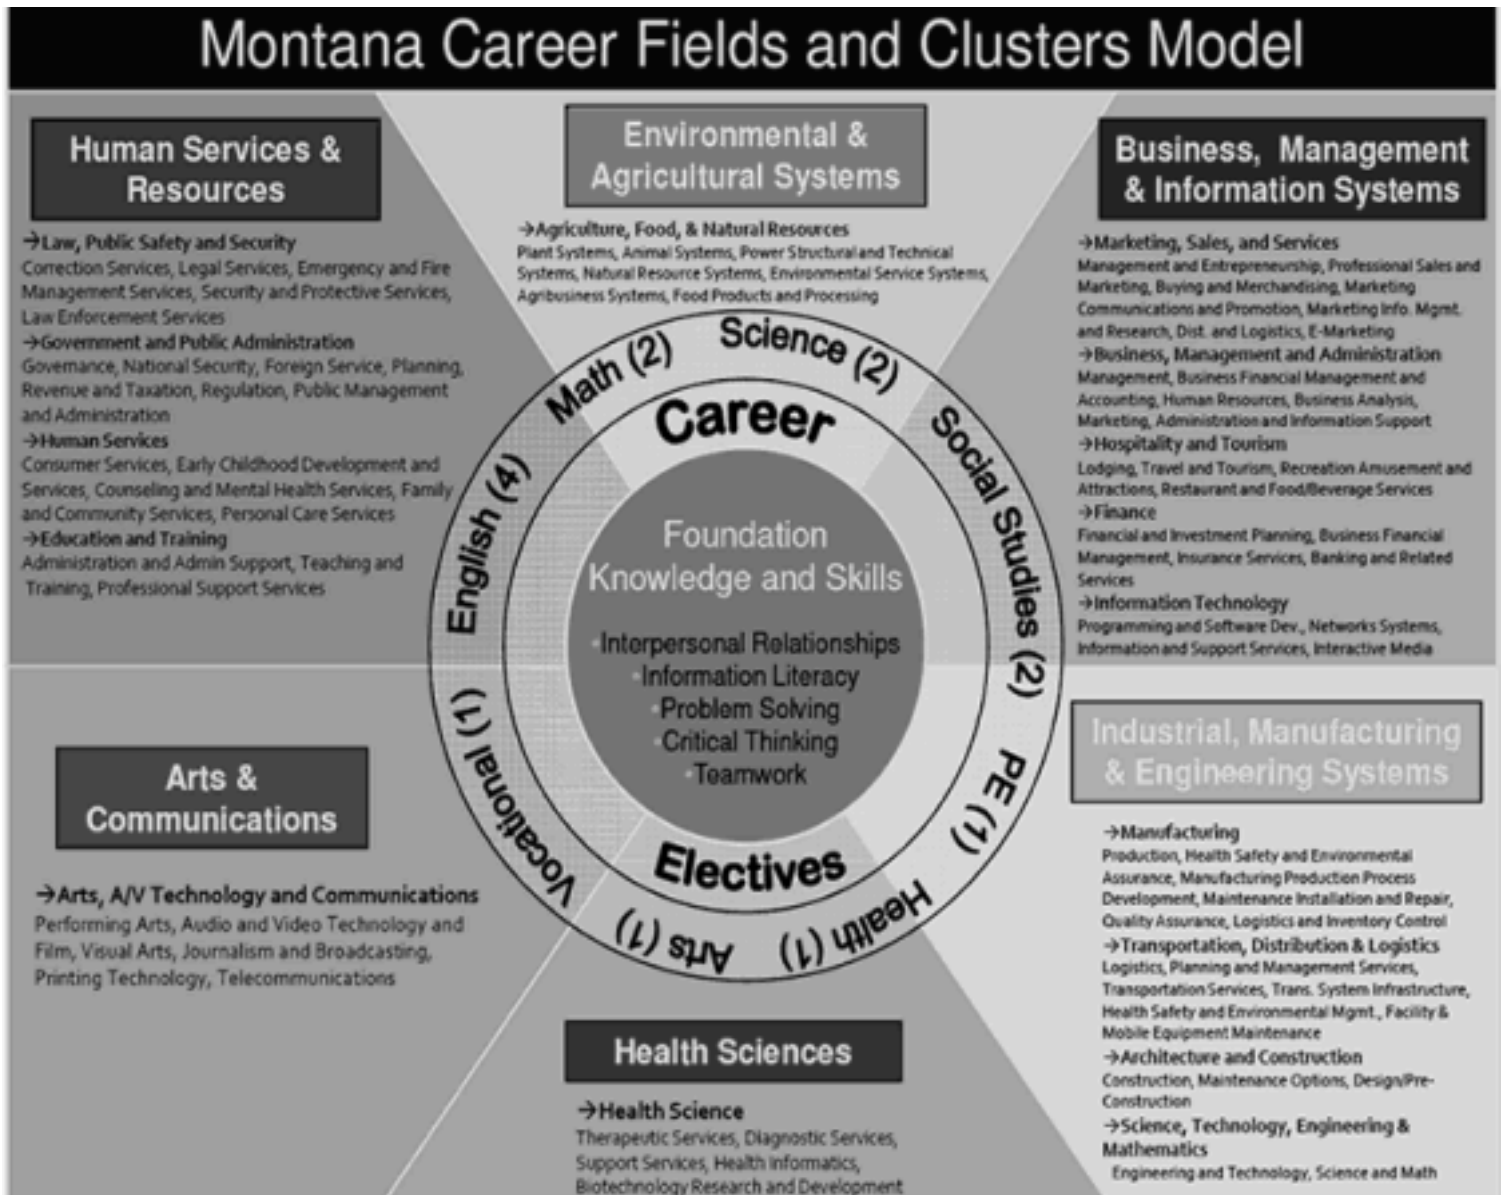 Montana Career Fields and Clusters Model
Human Services &
Resources
→Law, Public Safety and Security
Correction Services, Legal Services, Emergency and Fire
Management Services, Security and Protective Services,
Law Enforcement Services
→Government and Public Administration
Governance, National Security, Foreign Service, Planning,
Revenue and Taxation, Regulation, Public Management
and Administration
→Human Services
Consumer Services, Early Childhood Development and
Services, Counseling and Mental Health Services, Family
and Community Services, Personal Care Services
→Education and Training
Administration and Admin Support, Teaching and
Training, Professional Support Services
Environmental &
Agricultural Systems
→Agriculture, Food, & Natural Resources
Plant Systems, Animal Systems, Power Structural and Technical
Systems, Natural Resource Systems, Environmental Service Systems,
Agribusiness Systems, Food Products and Processing
Business, Management
& Information Systems
→Marketing, Sales, and Services
Management and Entrepreneurship, Professional Sales and
Marketing, Buying and Merchandising, Marketing
Communications and Promotion, Marketing Info. Mgmt.
and Research, Dist. and Logistics, E-Marketing
→Business, Management and Administration
Management, Business Financial Management and
Accounting, Human Resources, Business Analysis,
Marketing, Administration and Information Support
→Hospitality and Tourism
Lodging, Travel and Tourism, Recreation Amusement and
Attractions, Restaurant and Food/Beverage Services
→Finance
Financial and Investment Planning, Business Financial
Management, Insurance Services, Banking and Related
Services
→Information Technology
Programming and Software Dev., Networks Systems,
Information and Support Services, Interactive Media
English (4)
Math (2)
Science (2)
Social Studies (2)
PE (1)
Health (1)
Arts (1)
Vocational (1)
Career
Foundation
Knowledge and Skills
•Interpersonal Relationships
•Information Literacy
•Problem Solving
•Critical Thinking
•Teamwork
Electives
Arts &
Communications
→Arts, A/V Technology and Communications
Performing Arts, Audio and Video Technology and
Film, Visual Arts, Journalism and Broadcasting,
Printing Technology, Telecommunications
Health Sciences
→Health Science
Therapeutic Services, Diagnostic Services,
Support Services, Health Informatics,
Biotechnology Research and Development
Industrial, Manufacturing
& Engineering Systems
→Manufacturing
Production, Health Safety and Environmental
Assurance, Manufacturing Production Process
Development, Maintenance Installation and Repair,
Quality Assurance, Logistics and Inventory Control
→Transportation, Distribution & Logistics
Logistics, Planning and Management Services,
Transportation Services, Trans. System Infrastructure,
Health Safety and Environmental Mgmt., Facility &
Mobile Equipment Maintenance
→Architecture and Construction
Construction, Maintenance Options, Design/Pre-
Construction
→Science, Technology, Engineering &
Mathematics
Engineering and Technology, Science and Math